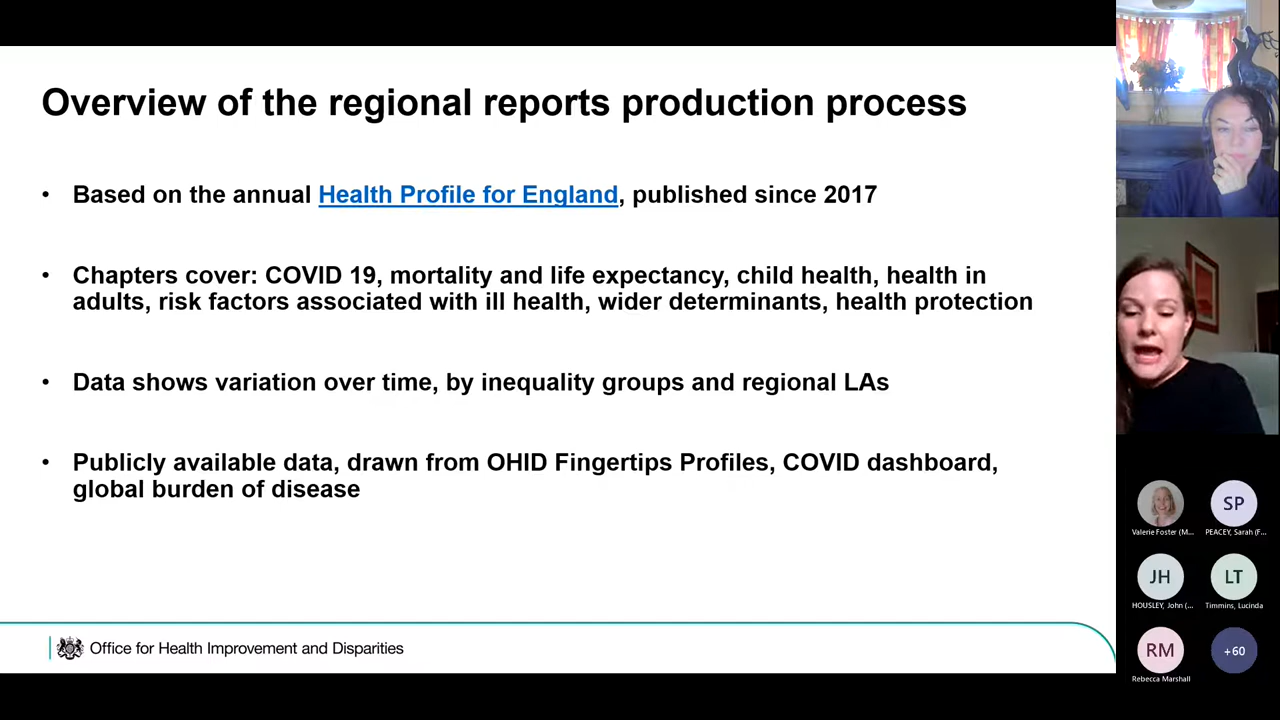 Overview of the regional reports production process
• Based on the annual Health Profile for England, published since 2017
• Chapters cover: COVID 19, mortality and life expectancy, child health, health in
adults, risk factors associated with ill health, wider determinants, health protection
• Data shows variation over time, by inequality groups and regional LAs
• Publicly available data, drawn from OHID Fingertips Profiles, COVID dashboard,
global burden of disease
Office for Health Improvement and Disparities
SP
Valerie Foster (M...
PEACEY, Sarah (F...
JH
LT
HOUSLEY, John (...
Timmins, Lucinda
RM
+60
Rebecca Marshall